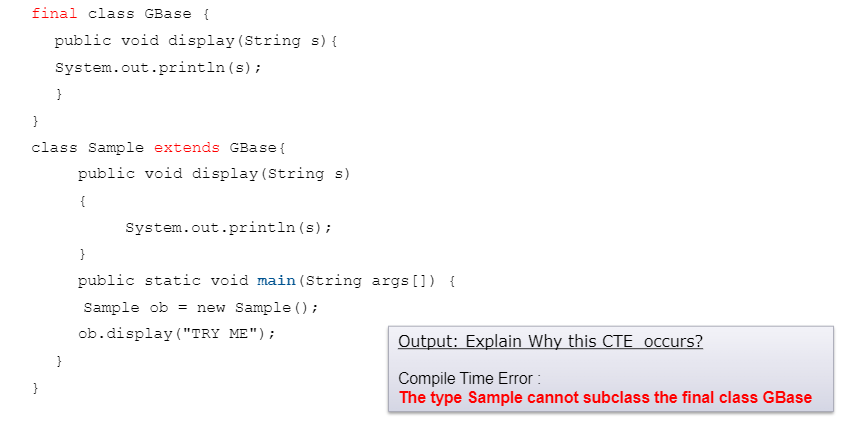 final class GBase {
public void display(String s){
System.out.println(s);
}
}
class Sample extends GBase{
public void display(String s)
{
System.out.println(s);
}
public static void main(String args[]) {
Sample ob = new Sample();
ob.display("TRY ME");
}
}
Output: Explain Why this CTE occurs?
Compile Time Error :
The type Sample cannot subclass the final class GBase